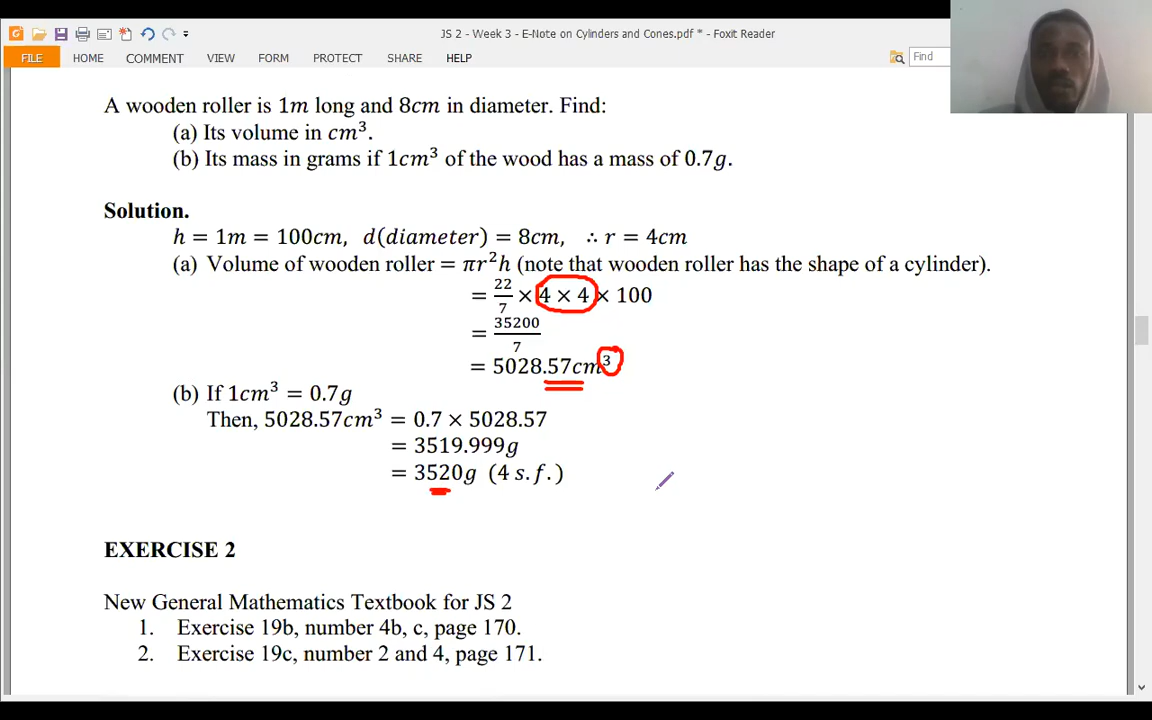 JS 2 - Week 3 - E-Note on Cylinders and Cones.pdf * - Foxit Reader
FILE HOME COMMENT VIEW FORM PROTECT SHARE HELP Find
A wooden roller is 1m long and 8cm in diameter. Find:
(a) Its volume in cm³.
(b) Its mass in grams if 1cm³ of the wood has a mass of 0.7g.
Solution.
h = 1m = 100cm, d(diameter) = 8cm, ∴ r = 4cm
(a) Volume of wooden roller = πr²h (note that wooden roller has the shape of a cylinder).
= 22/7 × 4 × 4 × 100
= 35200/7
= 5028.57cm³
(b) If 1cm³ = 0.7g
Then, 5028.57cm³ = 0.7 × 5028.57
= 3519.999g
= 3520g (4 s.f.)
EXERCISE 2
New General Mathematics Textbook for JS 2
1. Exercise 19b, number 4b, c, page 170.
2. Exercise 19c, number 2 and 4, page 171.